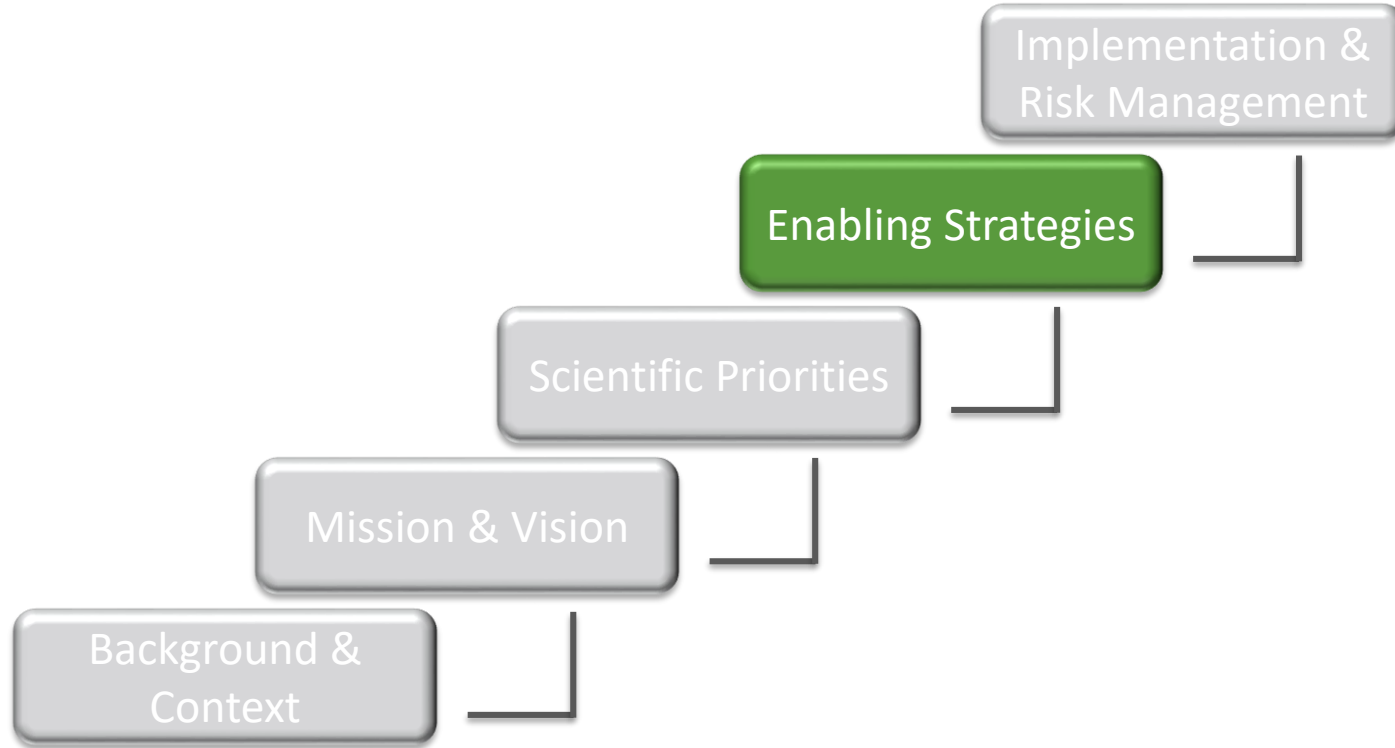 Implementation &
Risk Management
Enabling Strategies
Scientific Priorities
Mission & Vision
Background &
Context